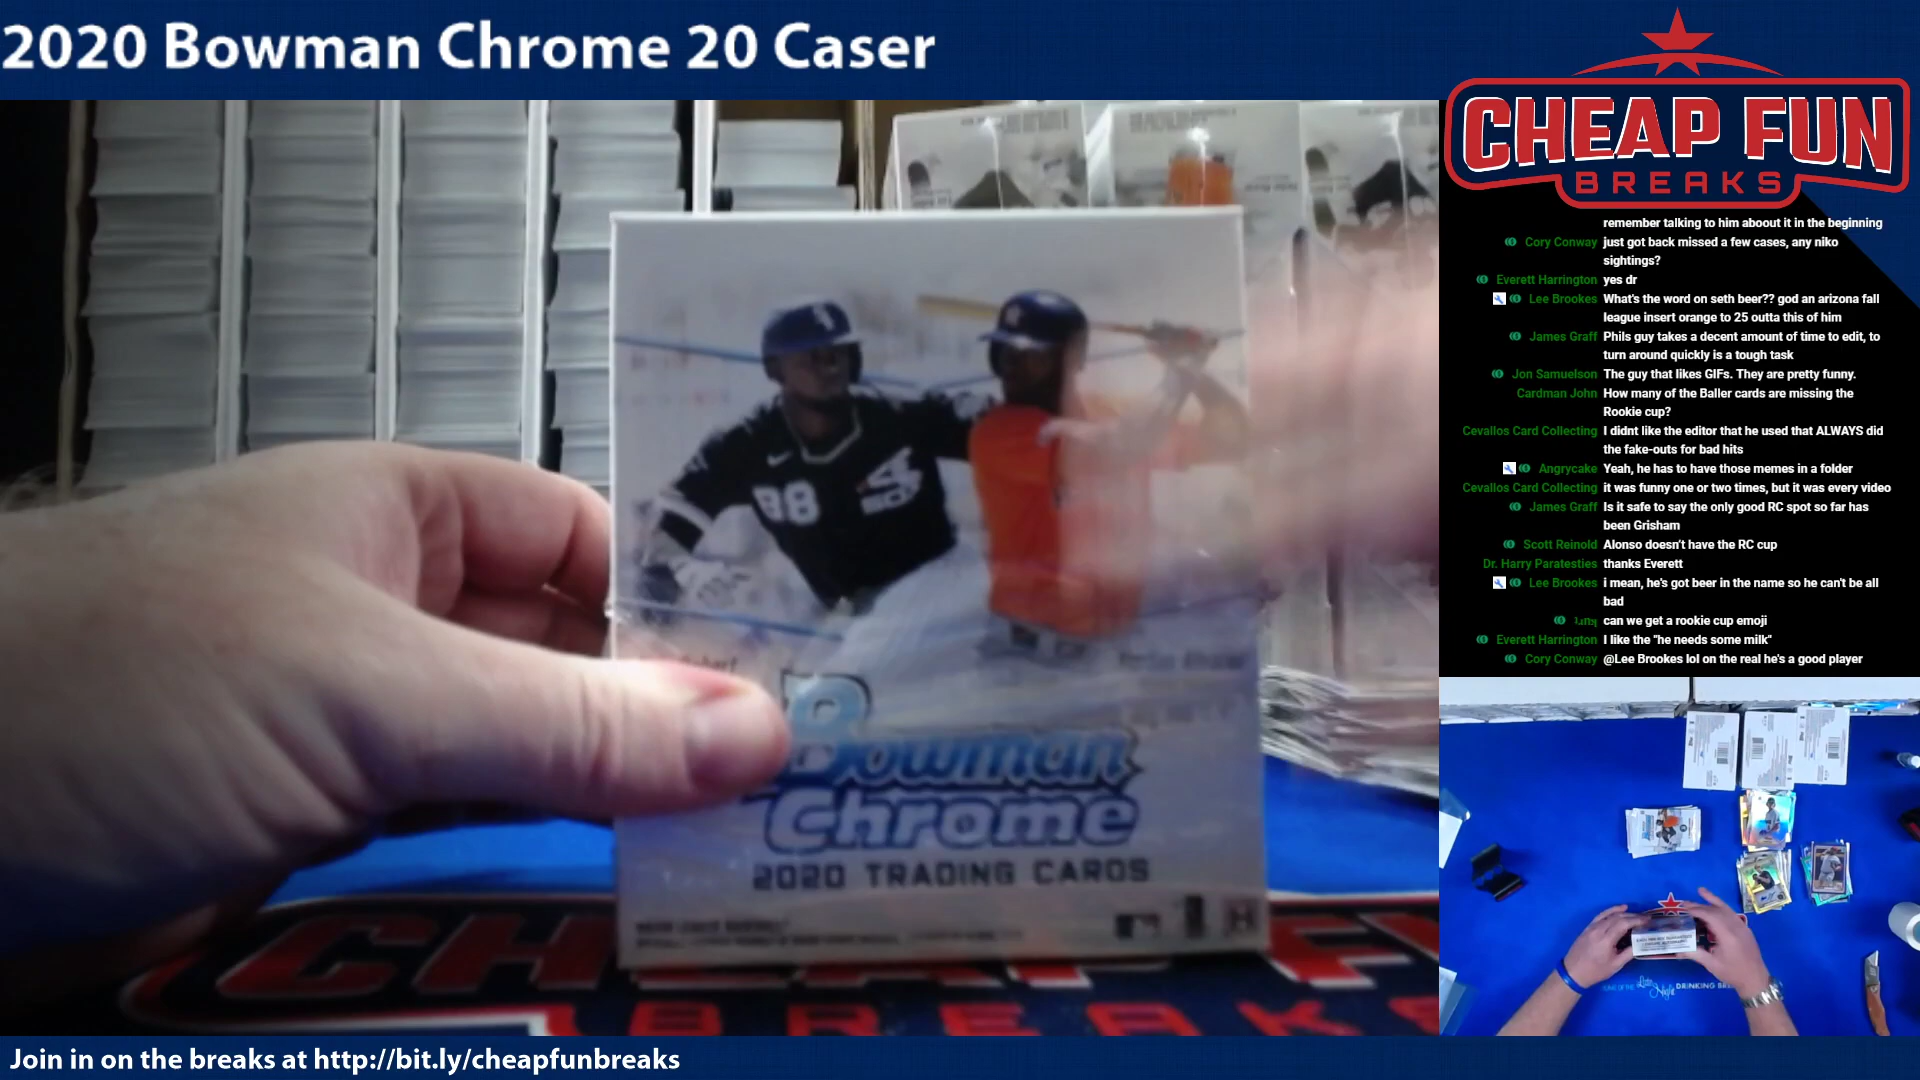 2020 Bowman Chrome 20 Caser
CHEAP FUN
BREAKS
remember talking to him aboout it in the beginning
Cory Conway just got back missed a few cases, any niko
sightings?
Everett Harrington yes dr
Lee Brookes What's the word on seth beer?? god an arizona fall
league insert orange to 25 outta this of him
James Graff Phils guy takes a decent amount of time to edit, to
turn around quickly is a tough task
Jon Samuelson The guy that likes GIFs. They are pretty funny.
Cardman John How many of the Baller cards are missing the
Rookie cup?
Cevallos Card Collecting I didnt like the editor that he used that ALWAYS did
the fake-outs for bad hits
Angrycake Yeah, he has to have those memes in a folder
Cevallos Card Collecting it was funny one or two times, but it was every video
James Graff Is it safe to say the only good RC spot so far has
been Grisham
Scott Reinold Alonso doesn't have the RC cup
Dr. Harry Paratesties thanks Everett
Lee Brookes i mean, he's got beer in the name so he can't be all
bad
can we get a rookie cup emoji
Everett Harrington I like the "he needs some milk"
Cory Conway @Lee Brookes lol on the real he's a good player
88
SOX
Bowman
Chrome
2020 TRADING CARDS
BREAKS
DRINKING
Join in on the breaks at http://bit.ly/cheapfunbreaks